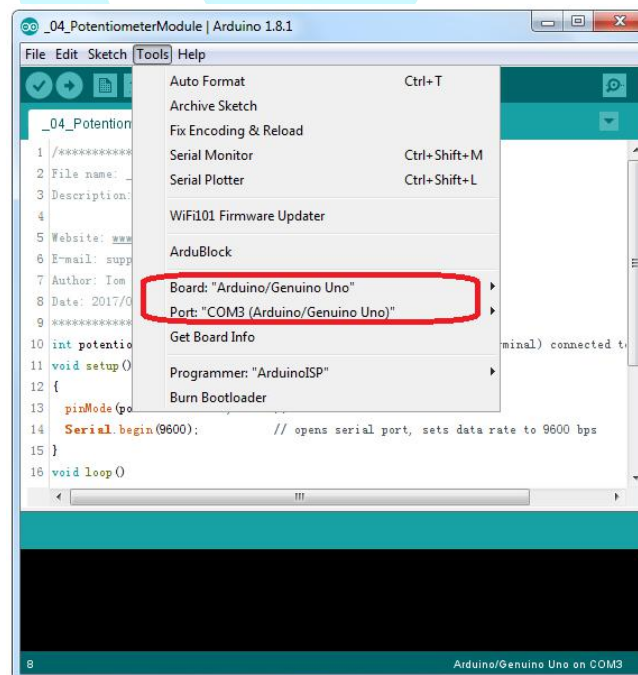 _04_PotentiometerModule | Arduino 1.8.1
File Edit Sketch Tools Help
Auto Format Ctrl+T
Archive Sketch
_04_Potention
Fix Encoding & Reload
1 /***********
Serial Monitor Ctrl+Shift+M
2 File name: _
Serial Plotter Ctrl+Shift+L
3 Description:
4
WiFi101 Firmware Updater
5 Website: www
6 E-mail: supp
ArduBlock
7 Author: Tom
Board: "Arduino/Genuino Uno"
8 Date: 2017/0
Port: "COM3 (Arduino/Genuino Uno)"
9 ************
Get Board Info
10 int potentio minal) connected t
11 void setup()
Programmer: "ArduinoISP"
12 {
Burn Bootloader
13 pinMode(po
14 Serial.begin(9600); // opens serial port, sets data rate to 9600 bps
15 }
16 void loop()
8 Arduino/Genuino Uno on COM3